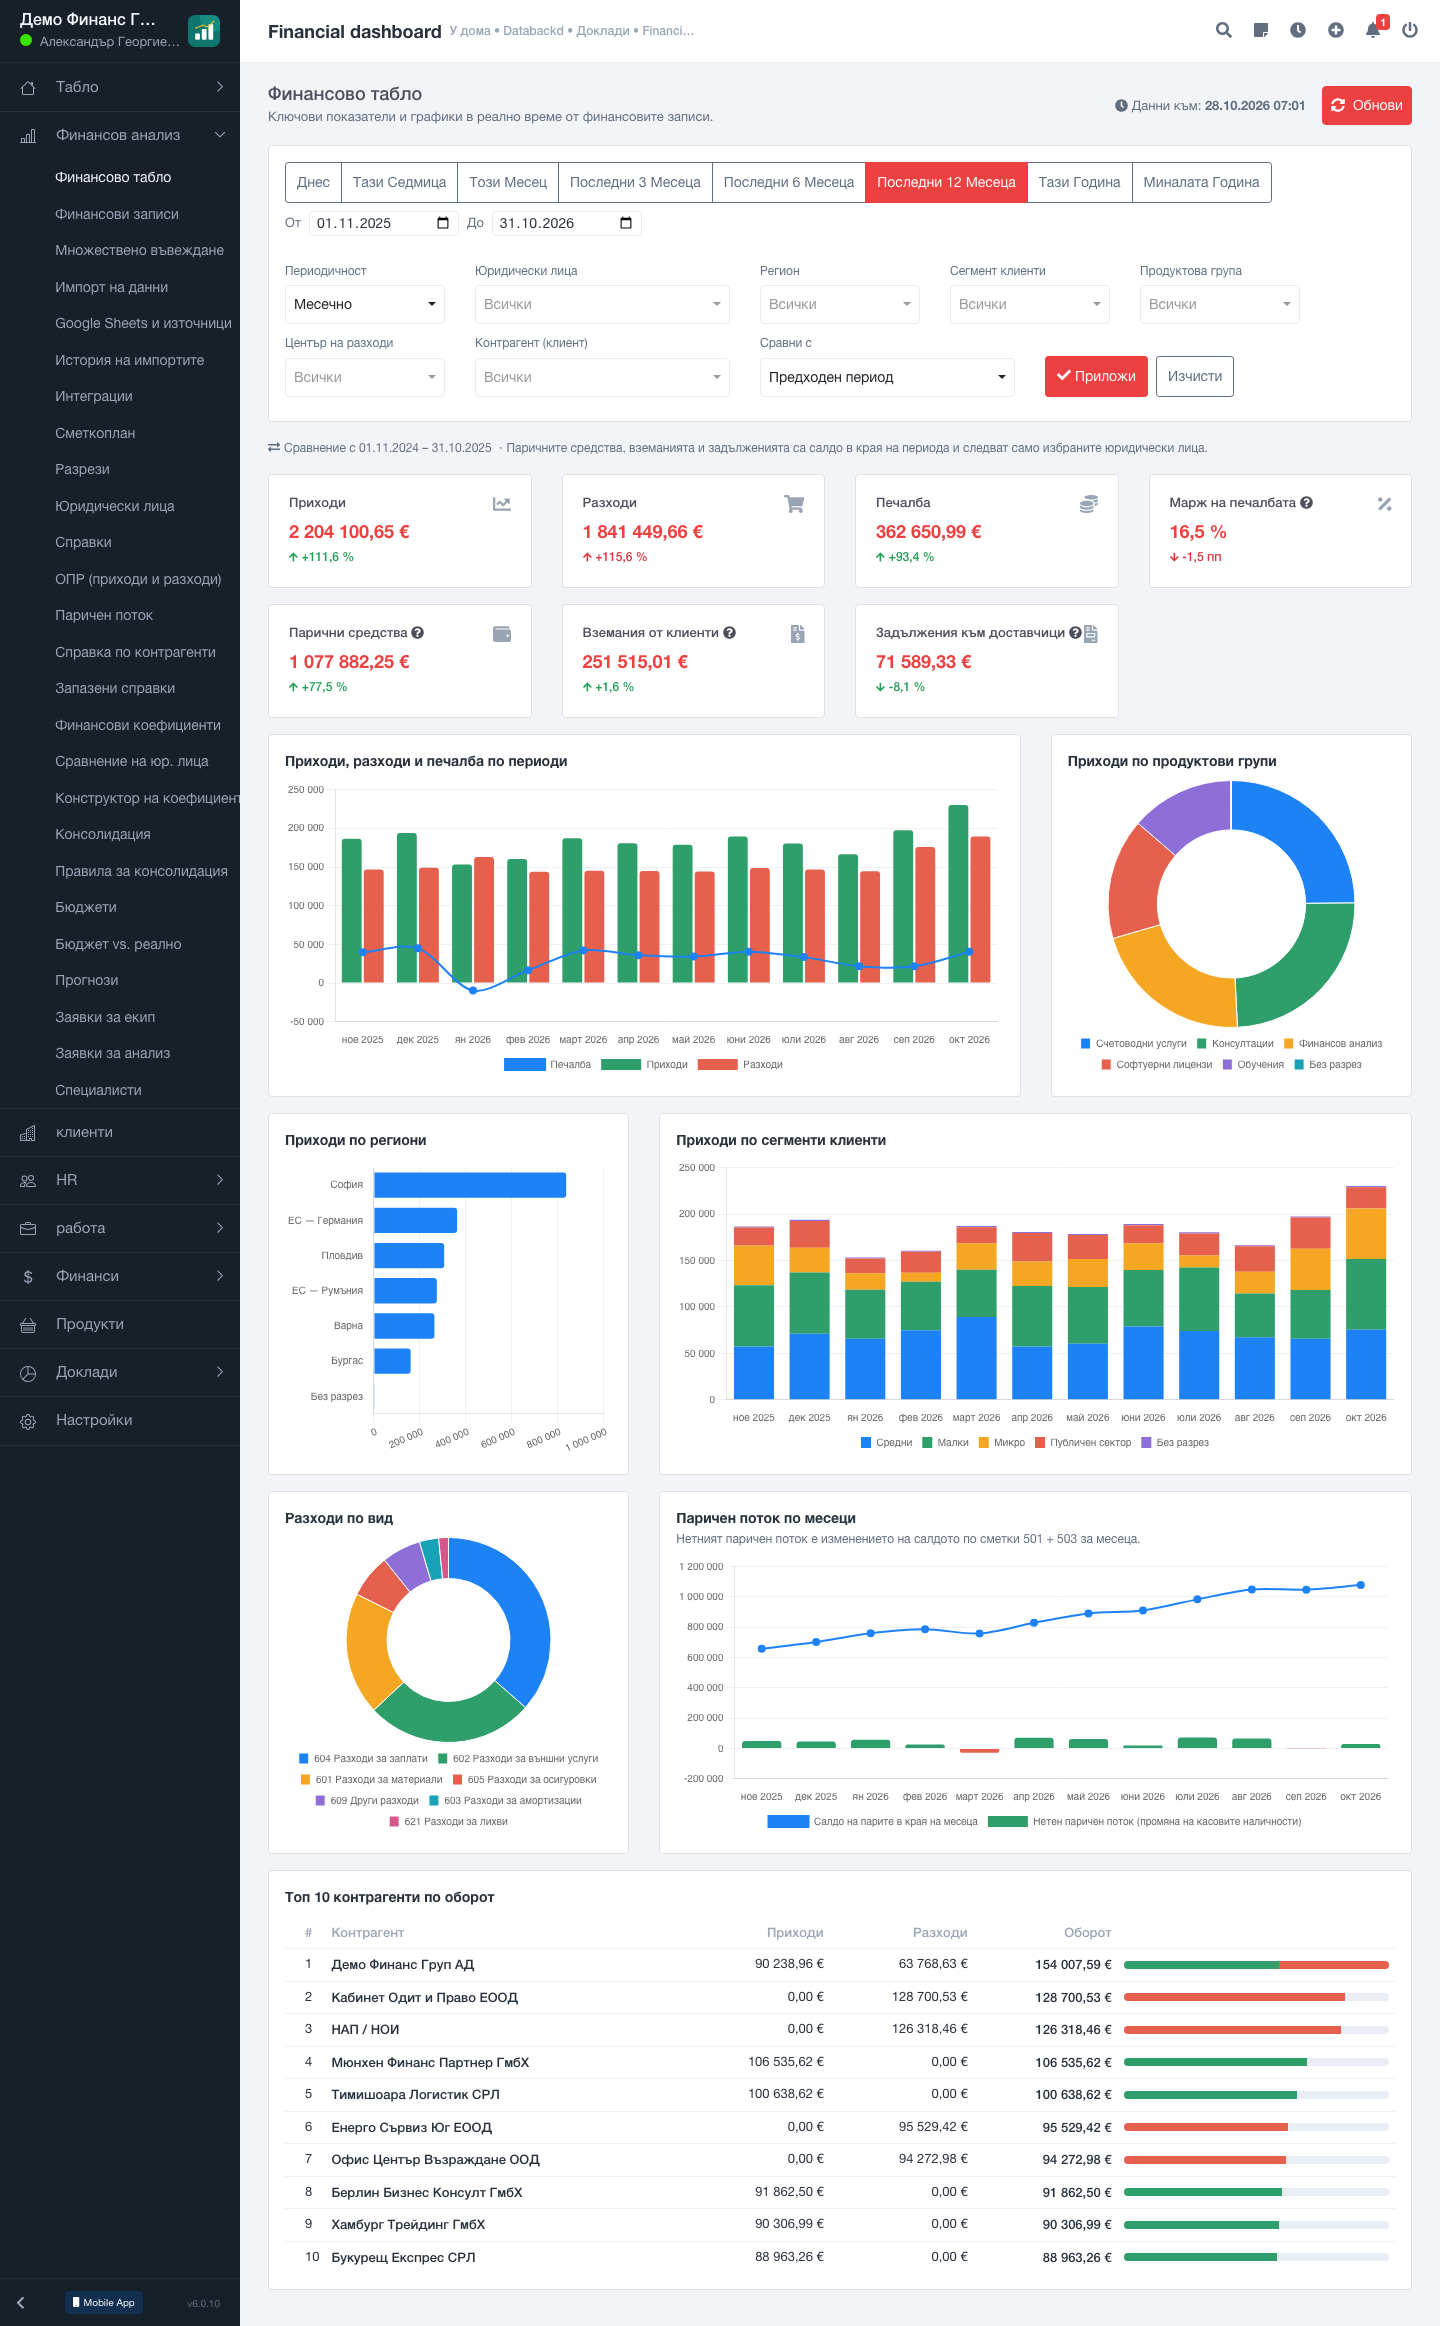 Демо Финанс Г...
Александър Георгие...
Табло
Финансов анализ
Финансово табло
Финансови записи
Множествено въвеждане
Импорт на данни
Google Sheets и източници
История на импортите
Интеграции
Сметкоплан
Разрези
Юридически лица
Справки
ОПР (приходи и разходи)
Паричен поток
Справка по контрагенти
Запазени справки
Финансови коефициенти
Сравнение на юр. лица
Конструктор на коефициент
Консолидация
Правила за консолидация
Бюджети
Бюджет vs. реално
Прогнози
Заявки за екип
Заявки за анализ
Специалисти
клиенти
HR
работа
Финанси
Продукти
Доклади
Настройки
Mobile App v6.0.10
Financial dashboard У дома • Databackd • Доклади • Financi...
1
Финансово табло
Ключови показатели и графики в реално време от финансовите записи.
Данни към: 28.10.2026 07:01 Обнови
Днес Тази Седмица Този Месец Последни 3 Месеца Последни 6 Месеца Последни 12 Месеца Тази Година Миналата Година
От 01.11.2025 До 31.10.2026
Периодичност Юридически лица Регион Сегмент клиенти Продуктова група
Месечно Всички Всички Всички Всички
Център на разходи Контрагент (клиент) Сравни с
Всички Всички Предходен период Приложи Изчисти
Сравнение с 01.11.2024 – 31.10.2025 · Паричните средства, вземанията и задълженията са салдо в края на периода и следват само избраните юридически лица.
Приходи Разходи Печалба Марж на печалбата
2 204 100,65 € 1 841 449,66 € 362 650,99 € 16,5 %
+111,6 % +115,6 % +93,4 % -1,5 пп
Парични средства Вземания от клиенти Задължения към доставчици
1 077 882,25 € 251 515,01 € 71 589,33 €
+77,5 % +1,6 % -8,1 %
Приходи, разходи и печалба по периоди
250 000
200 000
150 000
100 000
50 000
0
-50 000
ное 2025 дек 2025 ян 2026 фев 2026 март 2026 апр 2026 май 2026 юни 2026 юли 2026 авг 2026 сеп 2026 окт 2026
Печалба Приходи Разходи
Приходи по продуктови групи
Счетоводни услуги Консултации Финансов анализ
Софтуерни лицензи Обучения Без разрез
Приходи по региони
София
ЕС — Германия
Пловдив
ЕС — Румъния
Варна
Бургас
Без разрез
0 200 000 400 000 600 000 800 000 1 000 000
Приходи по сегменти клиенти
250 000
200 000
150 000
100 000
50 000
0
ное 2025 дек 2025 ян 2026 фев 2026 март 2026 апр 2026 май 2026 юни 2026 юли 2026 авг 2026 сеп 2026 окт 2026
Средни Малки Микро Публичен сектор Без разрез
Разходи по вид
604 Разходи за заплати 602 Разходи за външни услуги
601 Разходи за материали 605 Разходи за осигуровки
609 Други разходи 603 Разходи за амортизации
621 Разходи за лихви
Паричен поток по месеци
Нетният паричен поток е изменението на салдото по сметки 501 + 503 за месеца.
1 200 000
1 000 000
800 000
600 000
400 000
200 000
0
-200 000
ное 2025 дек 2025 ян 2026 фев 2026 март 2026 апр 2026 май 2026 юни 2026 юли 2026 авг 2026 сеп 2026 окт 2026
Салдо на парите в края на месеца Нетен паричен поток (промяна на касовите наличности)
Топ 10 контрагенти по оборот
# Контрагент Приходи Разходи Оборот
1 Демо Финанс Груп АД 90 238,96 € 63 768,63 € 154 007,59 €
2 Кабинет Одит и Право ЕООД 0,00 € 128 700,53 € 128 700,53 €
3 НАП / НОИ 0,00 € 126 318,46 € 126 318,46 €
4 Мюнхен Финанс Партнер ГмбХ 106 535,62 € 0,00 € 106 535,62 €
5 Тимишоара Логистик СРЛ 100 638,62 € 0,00 € 100 638,62 €
6 Енерго Сървиз Юг ЕООД 0,00 € 95 529,42 € 95 529,42 €
7 Офис Център Възраждане ООД 0,00 € 94 272,98 € 94 272,98 €
8 Берлин Бизнес Консулт ГмбХ 91 862,50 € 0,00 € 91 862,50 €
9 Хамбург Трейдинг ГмбХ 90 306,99 € 0,00 € 90 306,99 €
10 Букурещ Експрес СРЛ 88 963,26 € 0,00 € 88 963,26 €